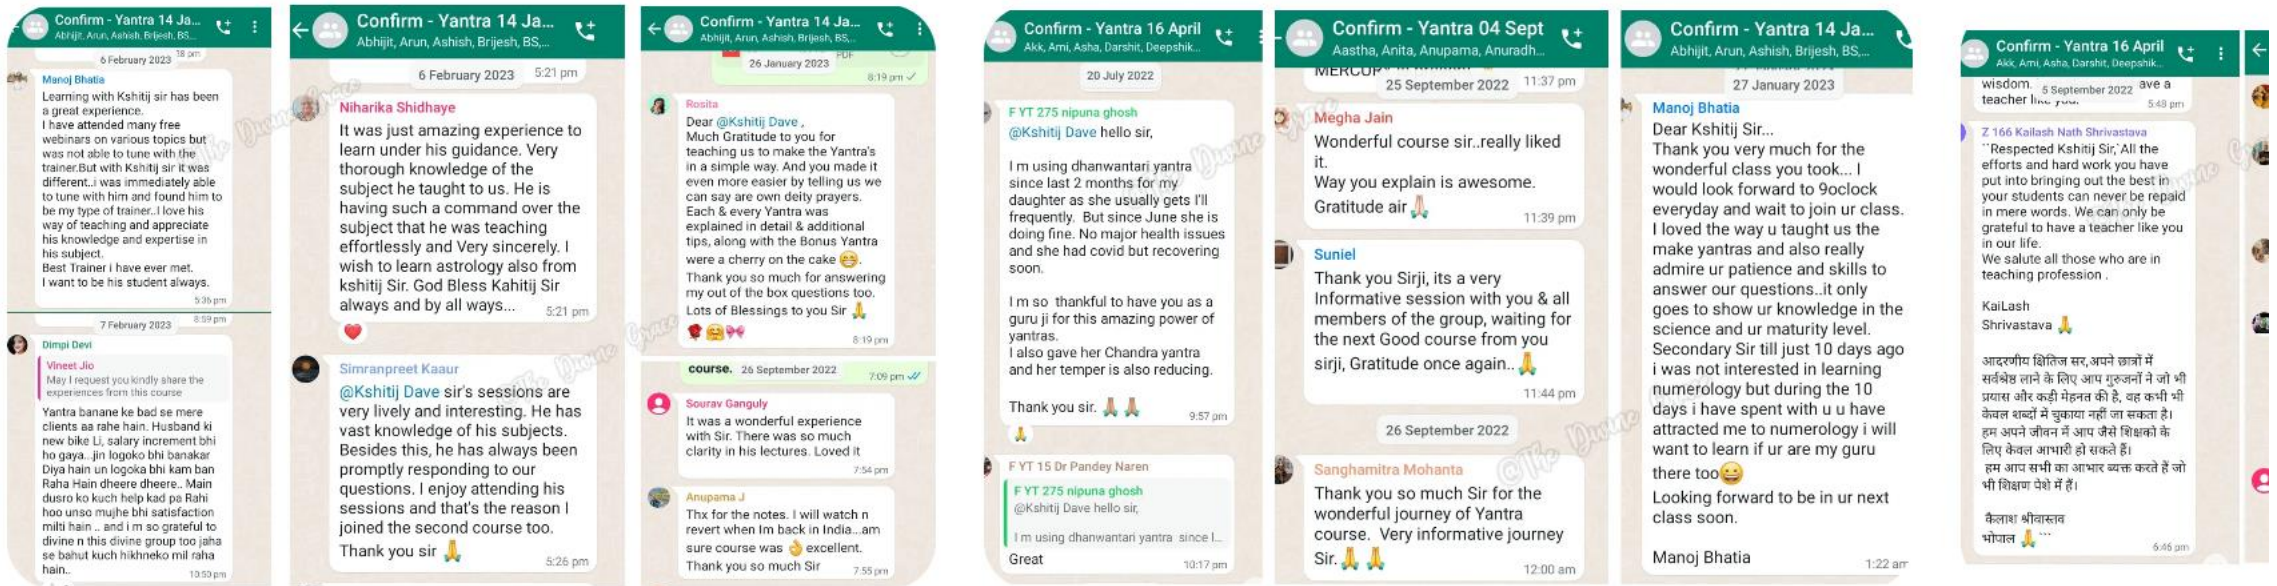 Confirm - Yantra 14 Ja...
Abhijit, Arun, Ashish, Brijesh, BS,...
6 February 2023
Manoj Bhatia
Learning with Kshitij sir has been
a great experience.
I have attended many free
webinars on various topics but
was not able to tune with the
trainer.But with Kshitij sir it was
different..i was immediately able
to tune with him and found him to
be my type of trainer..I love his
way of teaching and appreciate
his knowledge and expertise in
his subject.
Best Trainer i have ever met.
I want to be his student always.
5:36 pm
8:59 pm
7 February 2023
Dimpi Devi
Vineet Jio
May I request you kindly share the
experiences from this course
Yantra banane ke bad se mere
clients aa rahe hain. Husband ki
new bike Li, salary increment bhi
ho gaya...jin logoko bhi banakar
Diya hain un logoka bhi kam ban
Raha Hain dheere dheere.. Main
dusro ko kuch help kad pa Rahi
hoo unso mujhe bhi satisfaction
milti hain .. and i m so grateful to
divine n this divine group too jaha
se bahut kuch hikhneko mil raha
hain..
10:50 pm
Confirm - Yantra 14 Ja...
Abhijit, Arun, Ashish, Brijesh, BS,...
6 February 2023
5:21 pm
Niharika Shidhaye
It was just amazing experience to
learn under his guidance. Very
thorough knowledge of the
subject he taught to us. He is
having such a command over the
subject that he was teaching
effortlessly and Very sincerely. I
wish to learn astrology also from
kshitij Sir. God Bless Kahitij Sir
always and by all ways...
5:21 pm
Simranpreet Kaaur
@Kshitij Dave sir's sessions are
very lively and interesting. He has
vast knowledge of his subjects.
Besides this, he has always been
promptly responding to our
questions. I enjoy attending his
sessions and that's the reason I
joined the second course too.
Thank you sir 🙏
5:26 pm
Confirm - Yantra 14 Ja...
Abhijit, Arun, Ashish, Brijesh, BS,...
PDF
26 January 2023
8:19 pm
Rosita
Dear @Kshitij Dave ,
Much Gratitude to you for
teaching us to make the Yantra's
in a simple way. And you made it
even more easier by telling us we
can say are own deity prayers.
Each & every Yantra was
explained in detail & additional
tips, along with the Bonus Yantra
were a cherry on the cake 😁.
Thank you so much for answering
my out of the box questions too.
Lots of Blessings to you Sir 🙏
🌹🤗🎀
8:19 pm
course.
26 September 2022
7:09 pm
Sourav Ganguly
It was a wonderful experience
with Sir. There was so much
clarity in his lectures. Loved it
7:54 pm
Anupama J
Thx for the notes. I will watch n
revert when Im back in India...am
sure course was 👌 excellent.
Thank you so much Sir
7:55 pm
Confirm - Yantra 16 April
Akk, Ami, Asha, Darshit, Deepshik...
20 July 2022
F YT 275 nipuna ghosh
@Kshitij Dave hello sir,
I m using dhanwantari yantra
since last 2 months for my
daughter as she usually gets I'll
frequently. But since June she is
doing fine. No major health issues
and she had covid but recovering
soon.
I m so thankful to have you as a
guru ji for this amazing power of
yantras.
I also gave her Chandra yantra
and her temper is also reducing.
Thank you sir. 🙏 🙏
9:57 pm
F YT 15 Dr Pandey Naren
F YT 275 nipuna ghosh
@Kshitij Dave hello sir,
I m using dhanwantari yantra since l...
Great
10:17 pm
Confirm - Yantra 04 Sept
Aastha, Anita, Anupama, Anuradh...
25 September 2022
11:37 pm
Megha Jain
Wonderful course sir..really liked
it.
Way you explain is awesome.
Gratitude air 🙏
11:39 pm
Suniel
Thank you Sirji, its a very
Informative session with you & all
members of the group, waiting for
the next Good course from you
sirji, Gratitude once again.. 🙏
11:44 pm
26 September 2022
Sanghamitra Mohanta
Thank you so much Sir for the
wonderful journey of Yantra
course. Very informative journey
Sir. 🙏 🙏
12:00 am
Confirm - Yantra 14 Ja...
Abhijit, Arun, Ashish, Brijesh, BS,...
27 January 2023
Manoj Bhatia
Dear Kshitij Sir...
Thank you very much for the
wonderful class you took... I
would look forward to 9oclock
everyday and wait to join ur class.
I loved the way u taught us the
make yantras and also really
admire ur patience and skills to
answer our questions..it only
goes to show ur knowledge in the
science and ur maturity level.
Secondary Sir till just 10 days ago
i was not interested in learning
numerology but during the 10
days i have spent with u u have
attracted me to numerology i will
want to learn if ur are my guru
there too😀
Looking forward to be in ur next
class soon.
Manoj Bhatia
1:22 am
Confirm - Yantra 16 April
Akk, Ami, Asha, Darshit, Deepshik...
wisdom.
5 September 2022
ave a
teacher like you.
5:48 pm
Z 166 Kailash Nath Shrivastava
``Respected Kshitij Sir,`All the
efforts and hard work you have
put into bringing out the best in
your students can never be repaid
in mere words. We can only be
grateful to have a teacher like you
in our life.
We salute all those who are in
teaching profession .
KaiLash
Shrivastava 🙏
आदरणीय क्षितिज सर,अपने छात्रों में
सर्वश्रेष्ठ लाने के लिए आप गुरुजनों ने जो भी
प्रयास और कड़ी मेहनत की है, वह कभी भी
केवल शब्दों में चुकाया नहीं जा सकता है।
हम अपने जीवन में आप जैसे शिक्षको के
लिए केवल आभारी हो सकते हैं।
हम आप सभी का आभार ब्यक्त करते हैं जो
भी शिक्षण पेशे में हैं।
कैलाश श्रीवास्तव
भोपाल 🙏 ```
6:46 pm
©The Divine Grace